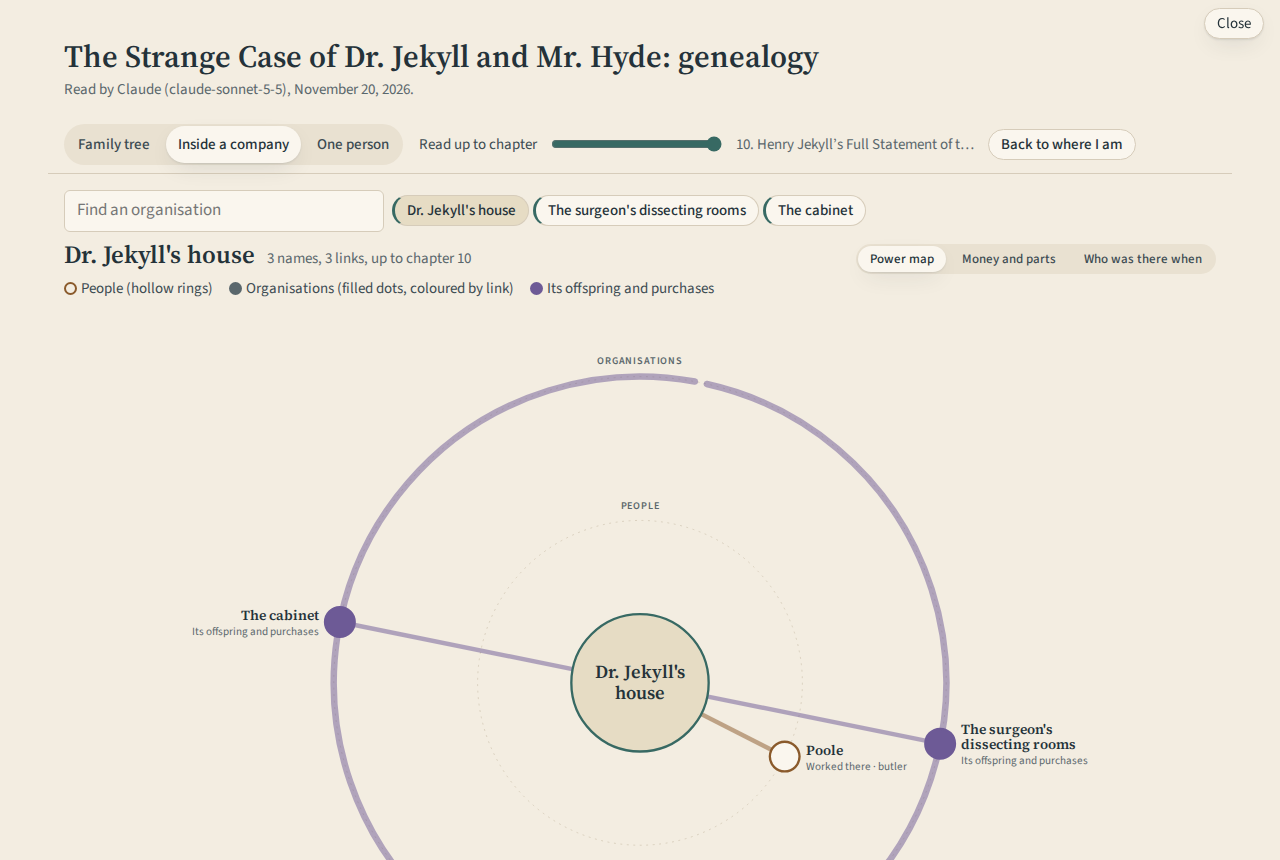 Close
The Strange Case of Dr. Jekyll and Mr. Hyde: genealogy
Read by Claude (claude-sonnet-5-5), November 20, 2026.
Family tree
Inside a company
One person
Read up to chapter
10. Henry Jekyll’s Full Statement of t…
Back to where I am
Find an organisation
Dr. Jekyll's house
The surgeon's dissecting rooms
The cabinet
Dr. Jekyll's house
3 names, 3 links, up to chapter 10
Power map
Money and parts
Who was there when
People (hollow rings)
Organisations (filled dots, coloured by link)
Its offspring and purchases
ORGANISATIONS
PEOPLE
The cabinet
Its offspring and purchases
Dr. Jekyll's
house
The surgeon's
dissecting rooms
Its offspring and purchases
Poole
Worked there · butler